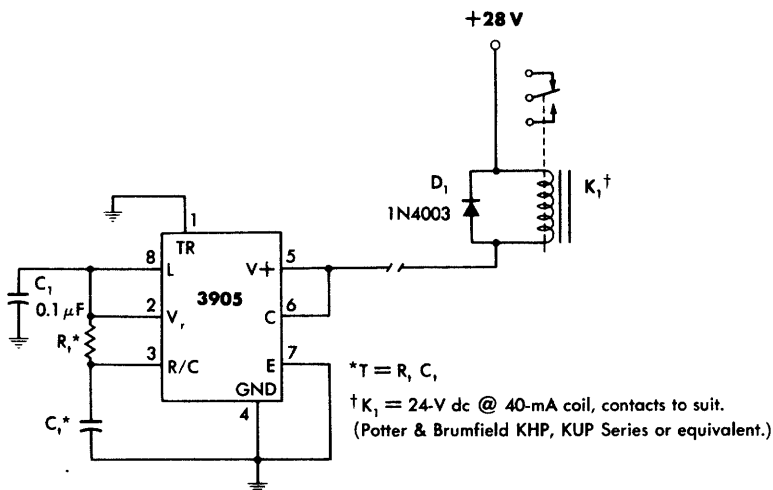 +28 V
D₁
1N4003
K₁†
1
TR
8
L
V+
5
C₁
0.1 μF
3905
2
Vᵣ
C
6
R₁*
3
R/C
E
7
GND
4
C₁*
*T = R₁ C₁
†K₁ = 24-V dc @ 40-mA coil, contacts to suit.
(Potter & Brumfield KHP, KUP Series or equivalent.)